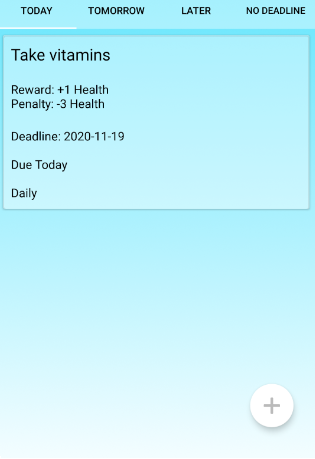 TODAY TOMORROW LATER NO DEADLINE
Take vitamins
Reward: +1 Health
Penalty: -3 Health
Deadline: 2020-11-19
Due Today
Daily
+